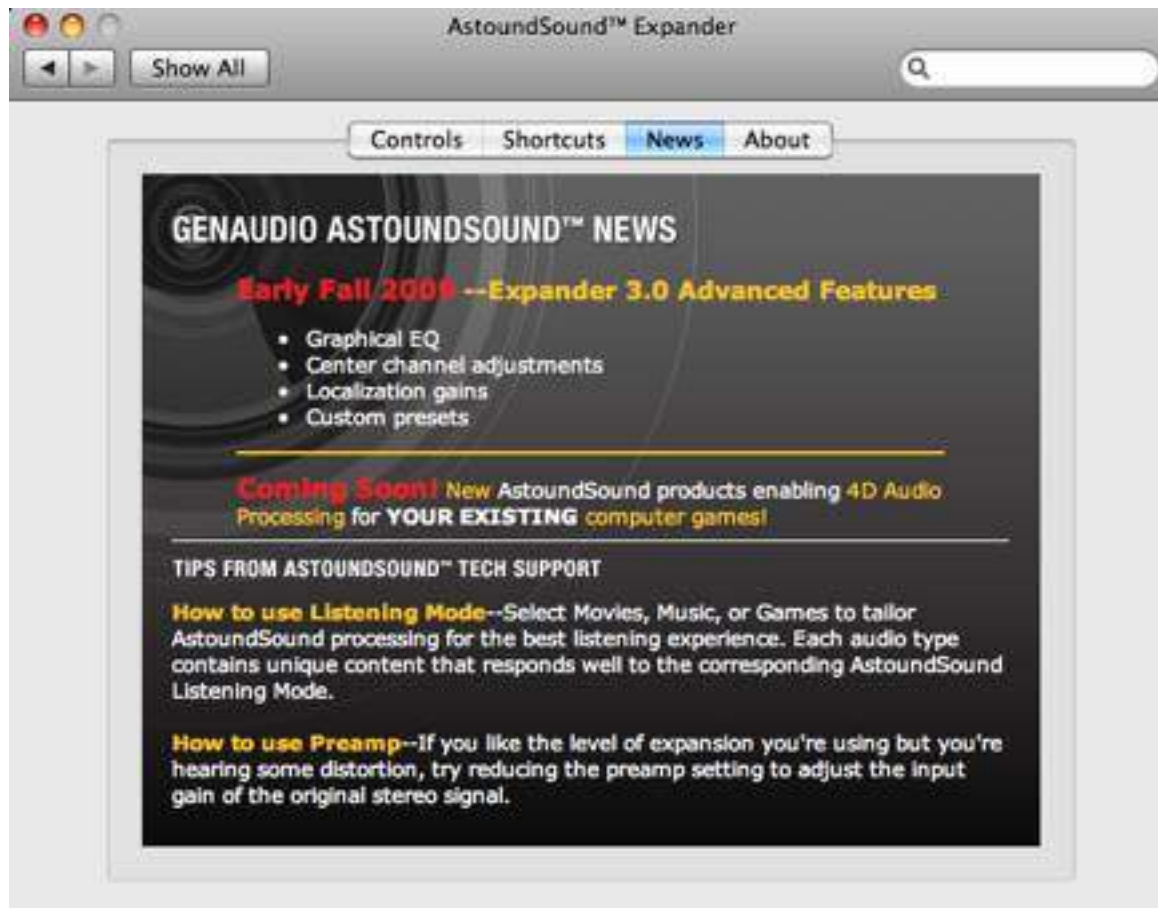 AstoundSound™ Expander
Show All
Controls Shortcuts News About
GENAUDIO ASTOUNDSOUND™ NEWS
Early Fall 2009 --Expander 3.0 Advanced Features
• Graphical EQ
• Center channel adjustments
• Localization gains
• Custom presets
Coming Soon! New AstoundSound products enabling 4D Audio
Processing for YOUR EXISTING computer games!
TIPS FROM ASTOUNDSOUND™ TECH SUPPORT
How to use Listening Mode--Select Movies, Music, or Games to tailor
AstoundSound processing for the best listening experience. Each audio type
contains unique content that responds well to the corresponding AstoundSound
Listening Mode.
How to use Preamp--If you like the level of expansion you're using but you're
hearing some distortion, try reducing the preamp setting to adjust the input
gain of the original stereo signal.